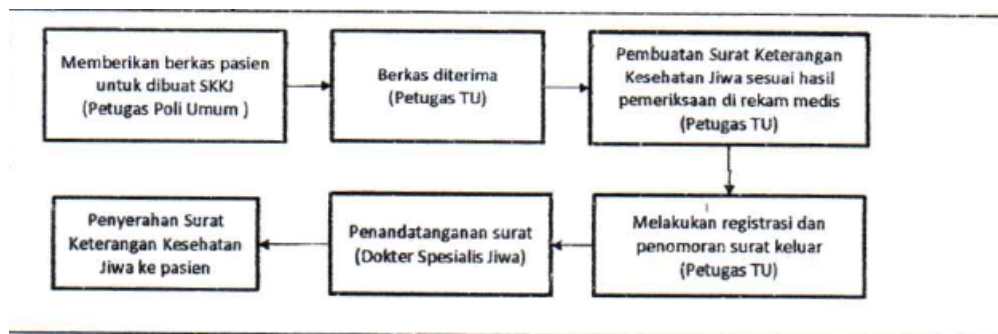 Memberikan berkas pasien
untuk dibuat SKKJ
(Petugas Poli Umum )
Berkas diterima
(Petugas TU)
Pembuatan Surat Keterangan
Kesehatan Jiwa sesuai hasil
pemeriksaan di rekam medis
(Petugas TU)
Melakukan registrasi dan
penomoran surat keluar
(Petugas TU)
Penandatanganan surat
(Dokter Spesialis Jiwa)
Penyerahan Surat
Keterangan Kesehatan
Jiwa ke pasien